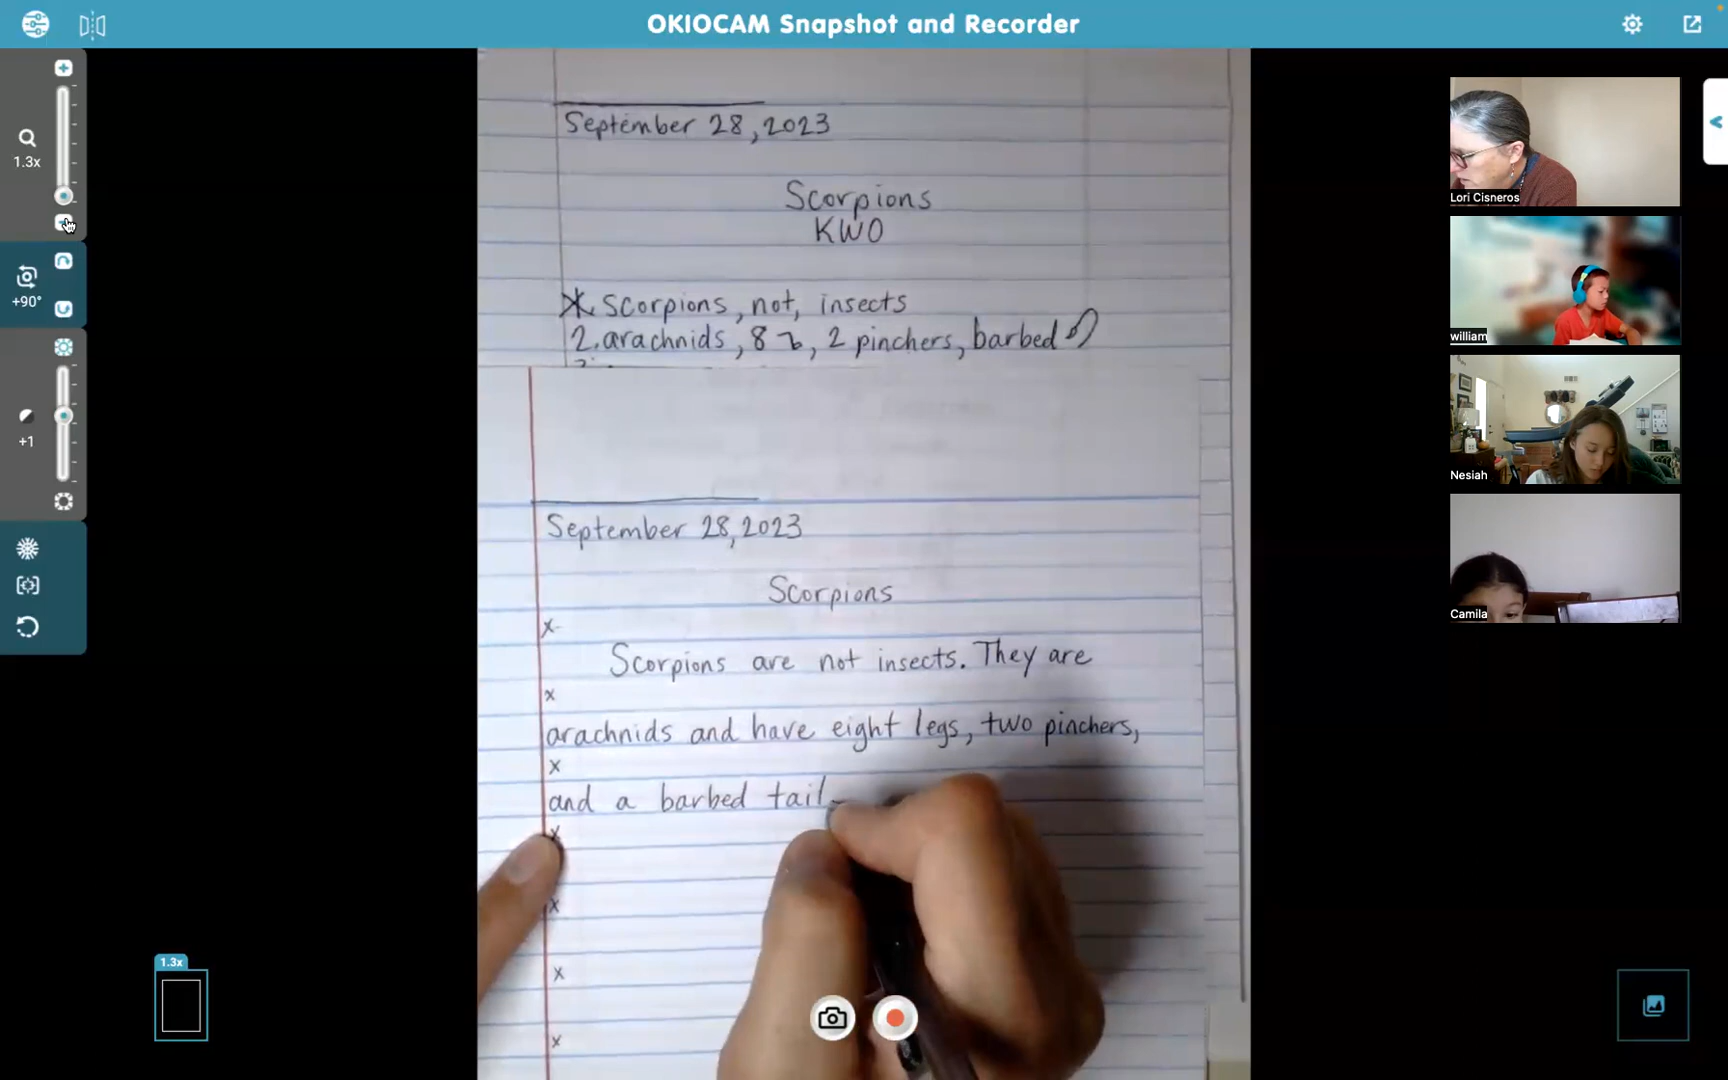 OKIOCAM Snapshot and Recorder
1.3x
+90°
+1
1.3x
September 28, 2023
Scorpions
KWO
scorpions, not, insects
2. arachnids, 8 , 2 pinchers, barbed
September 28, 2023
Scorpions
x
Scorpions are not insects. They are
x
arachnids and have eight legs, two pinchers,
x
and a barbed tail
x
x
x
x
Lori Cisneros
william
Nesiah
Camila